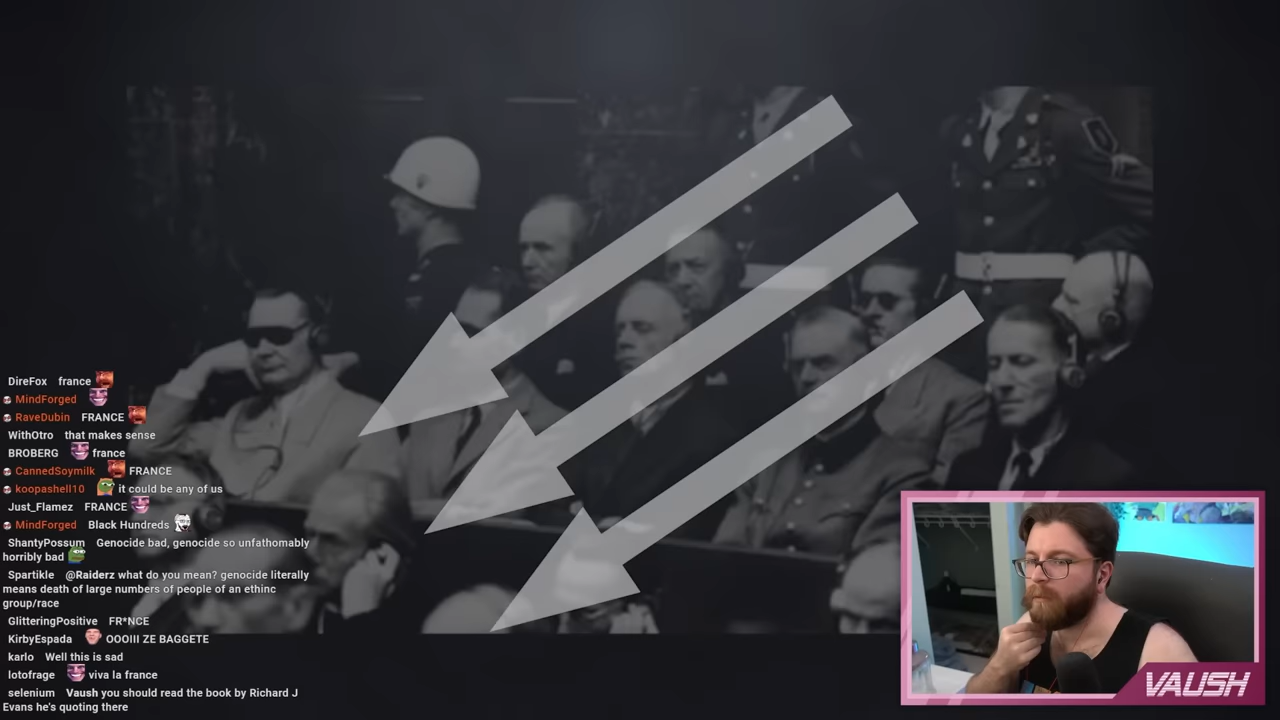 DireFox france
MindForged
RaveDubin FRANCE
WithOtro that makes sense
BROBERG france
CannedSoymilk FRANCE
koopashell10 it could be any of us
Just_Flamez FRANCE
MindForged Black Hundreds
ShantyPossum Genocide bad, genocide so unfathomably
horribly bad
Spartikle @Raiderz what do you mean? genocide literally
means death of large numbers of people of an ethinc
group/race
GlitteringPositive FR*NCE
KirbyEspada OOOIII ZE BAGGETE
karlo Well this is sad
lotofrage viva la france
selenium Vaush you should read the book by Richard J
Evans he's quoting there
VAUSH